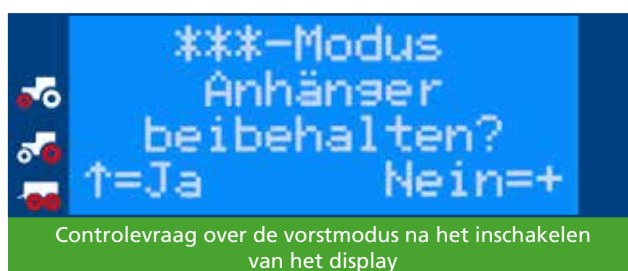 ***-Modus
Anhänger
beibehalten?
↑=Ja Nein=+
Controlevraag over de vorstmodus na het inschakelen
van het display